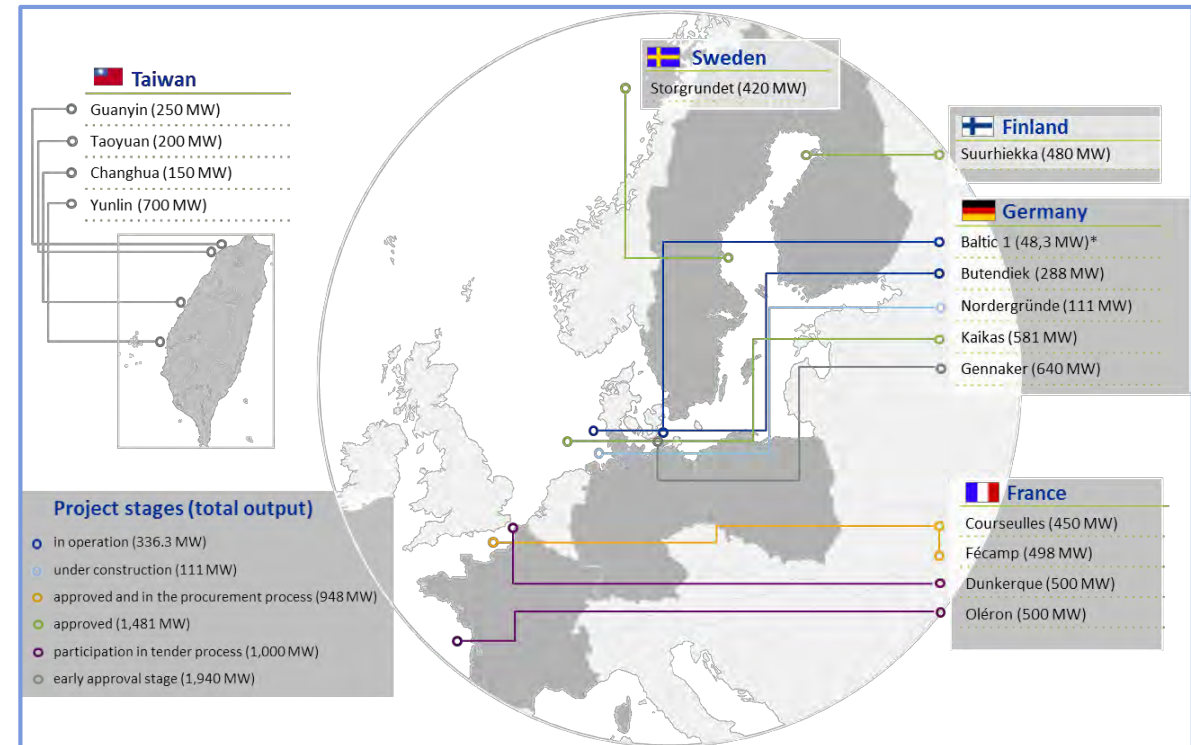 Taiwan
Guanyin (250 MW)
Taoyuan (200 MW)
Changhua (150 MW)
Yunlin (700 MW)
Sweden
Storgrundet (420 MW)
Finland
Suurhiekka (480 MW)
Germany
Baltic 1 (48,3 MW)*
Butendiek (288 MW)
Nordergründe (111 MW)
Kaikas (581 MW)
Gennaker (640 MW)
France
Courseulles (450 MW)
Fécamp (498 MW)
Dunkerque (500 MW)
Oléron (500 MW)
Project stages (total output)
in operation (336.3 MW)
under construction (111 MW)
approved and in the procurement process (948 MW)
approved (1,481 MW)
participation in tender process (1,000 MW)
early approval stage (1,940 MW)